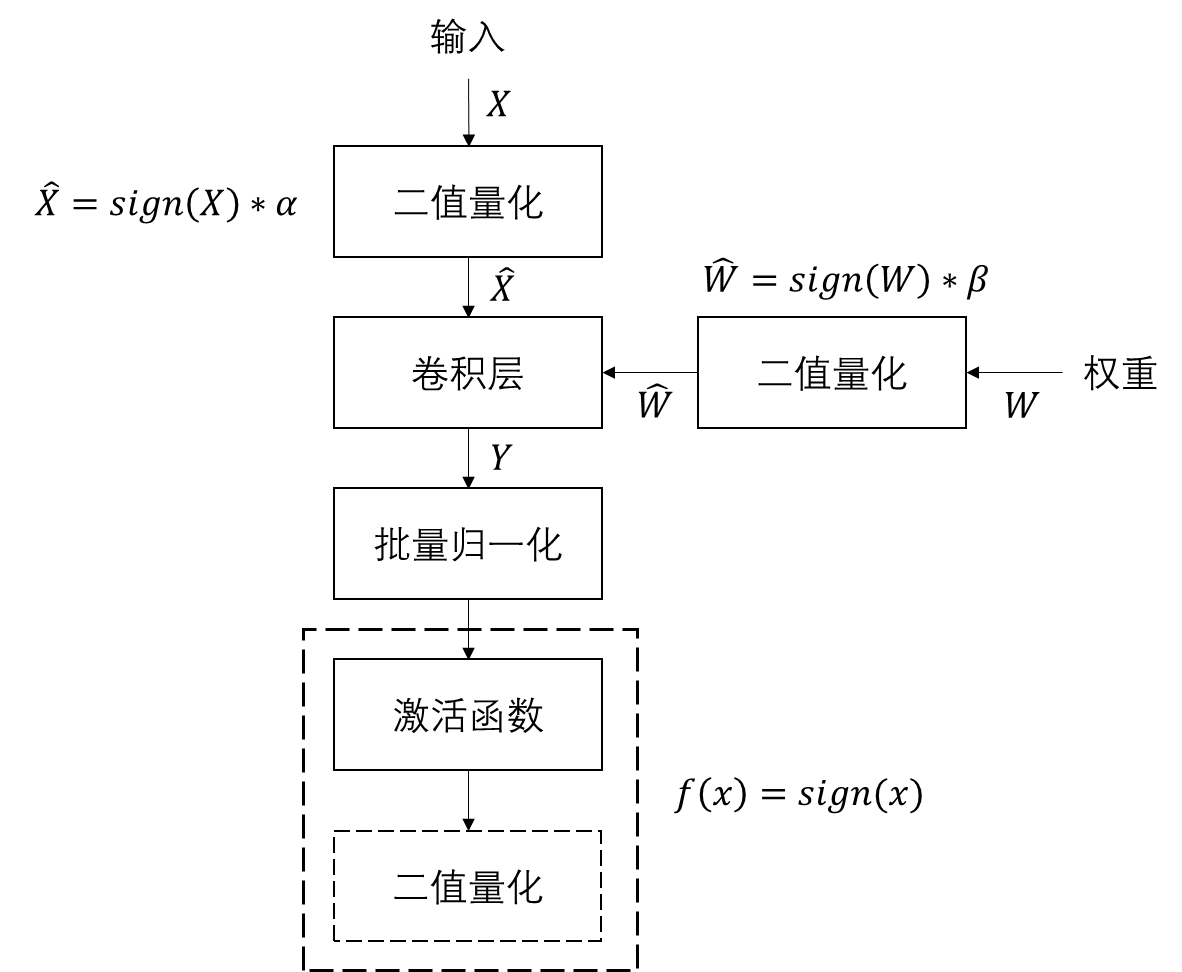 输入
X
X̂ = sign(X) ∗ α
二值量化
X̂
Ŵ = sign(W) ∗ β
卷积层
Ŵ
二值量化
W
权重
Y
批量归一化
激活函数
f(x) = sign(x)
二值量化